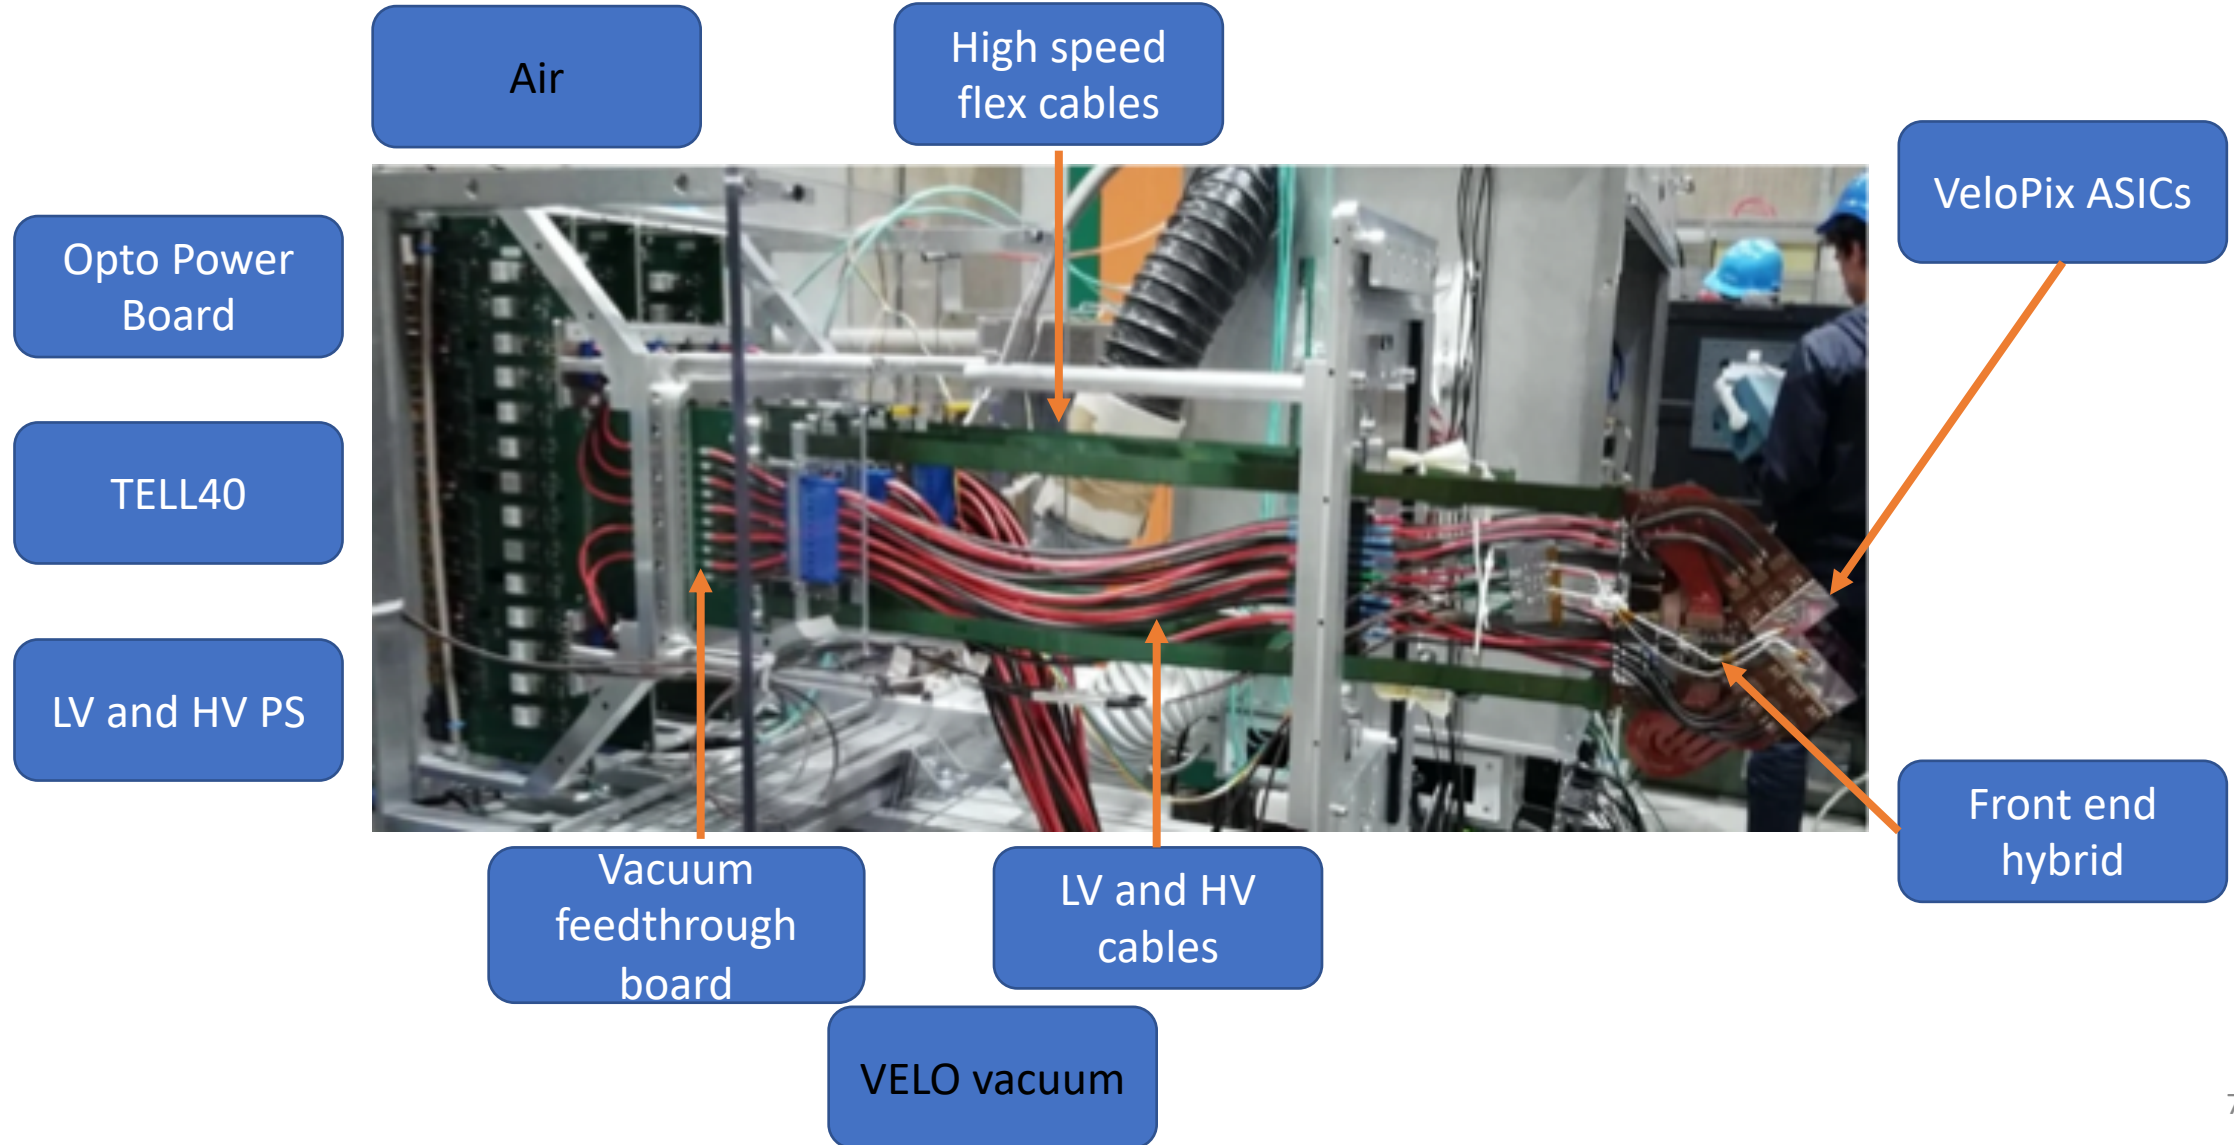 Air
High speed
flex cables
VeloPix ASICs
Opto Power
Board
TELL40
LV and HV PS
Vacuum
feedthrough
board
LV and HV
cables
Front end
hybrid
VELO vacuum
7